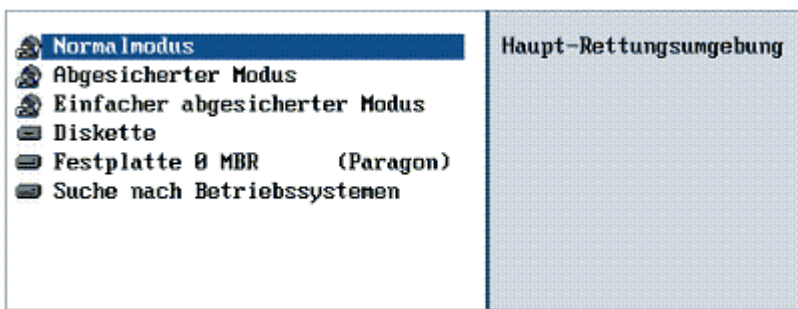 Normalmodus
Haupt-Rettungsumgebung
Abgesicherter Modus
Einfacher abgesicherter Modus
Diskette
Festplatte 0 MBR (Paragon)
Suche nach Betriebssystemen